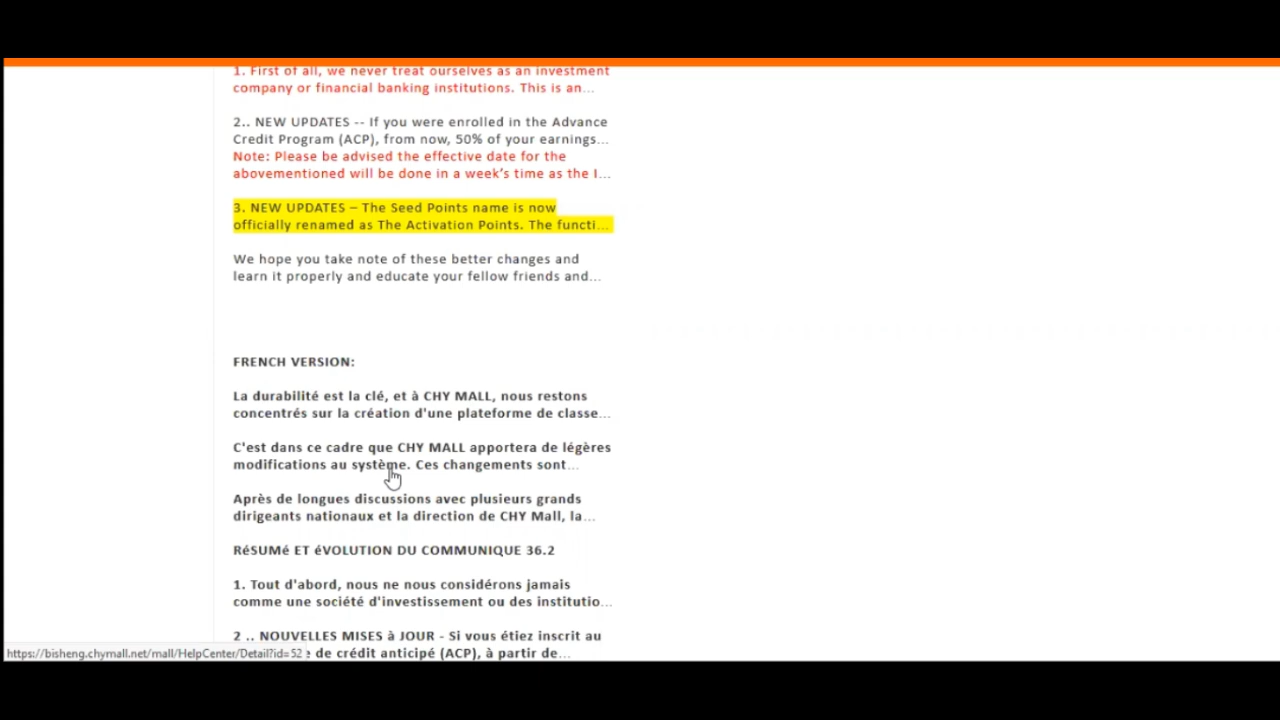 1. First of all, we never treat ourselves as an investment
company or financial banking institutions. This is an...
2.. NEW UPDATES -- If you were enrolled in the Advance
Credit Program (ACP), from now, 50% of your earnings...
Note: Please be advised the effective date for the
abovementioned will be done in a week's time as the I...
3. NEW UPDATES – The Seed Points name is now
officially renamed as The Activation Points. The functi...
We hope you take note of these better changes and
learn it properly and educate your fellow friends and...
FRENCH VERSION:
La durabilité est la clé, et à CHY MALL, nous restons
concentrés sur la création d'une plateforme de classe...
C'est dans ce cadre que CHY MALL apportera de légères
modifications au système. Ces changements sont...
Après de longues discussions avec plusieurs grands
dirigeants nationaux et la direction de CHY Mall, la...
RéSUMé ET éVOLUTION DU COMMUNIQUE 36.2
1. Tout d'abord, nous ne nous considérons jamais
comme une société d'investissement ou des institutio...
2 .. NOUVELLES MISES à JOUR - Si vous étiez inscrit au
de crédit anticipé (ACP), à partir de...
https://bisheng.chymall.net/mall/HelpCenter/Detail?id=52